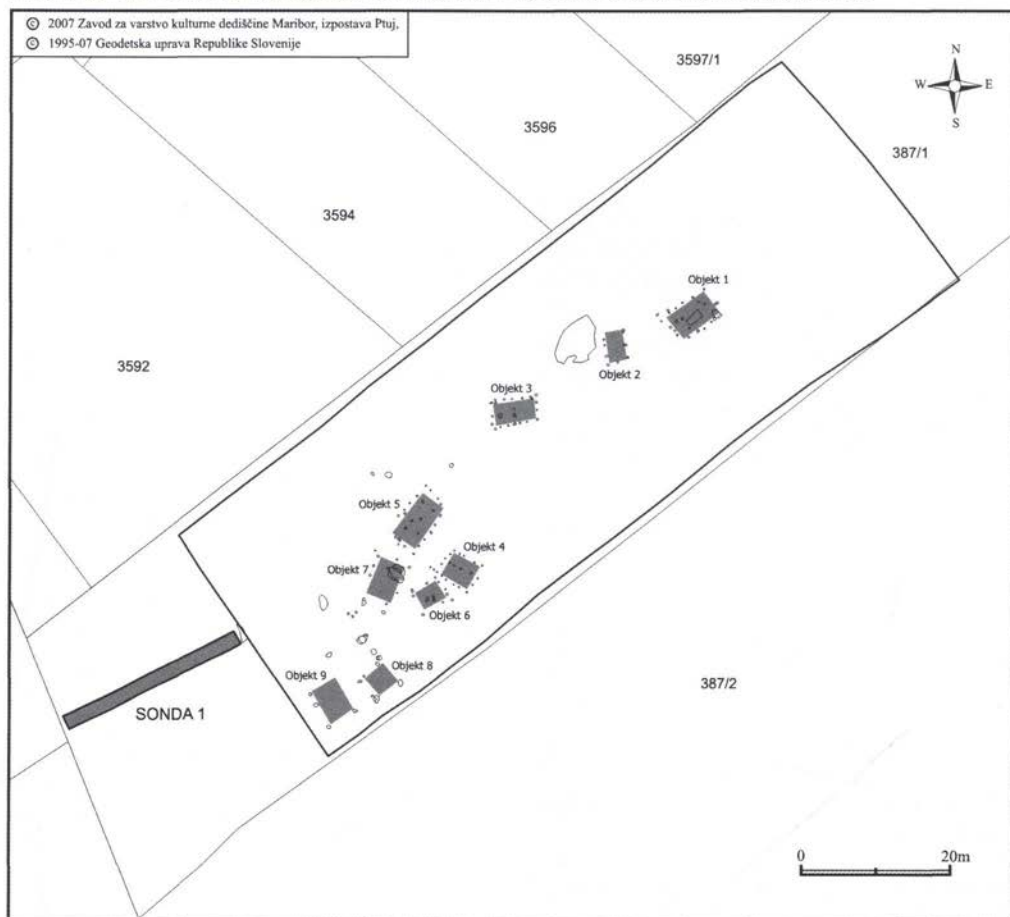 © 2007 Zavod za varstvo kulturne dediščine Maribor, izpostava Ptuj,
© 1995-07 Geodetska uprava Republike Slovenije
3597/1
N
W E
S
3596
387/1
3594
Objekt 1
3592
Objekt 2
Objekt 3
Objekt 5
Objekt 4
Objekt 7
Objekt 6
Objekt 8
Objekt 9
387/2
SONDA 1
0 20m